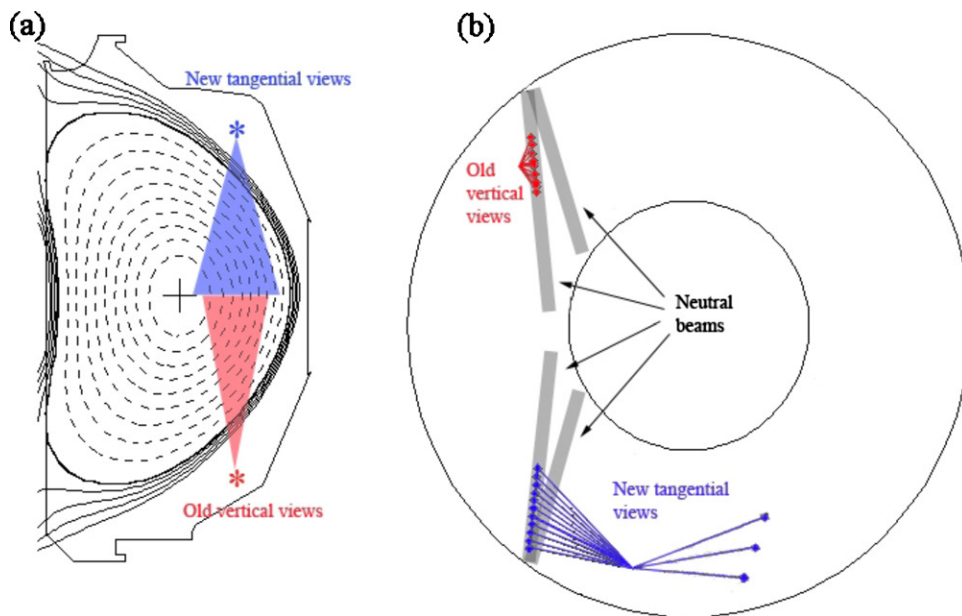 (a)
New tangential views
*
*
Old vertical views
(b)
Old
vertical
views
Neutral
beams
New tangential
views